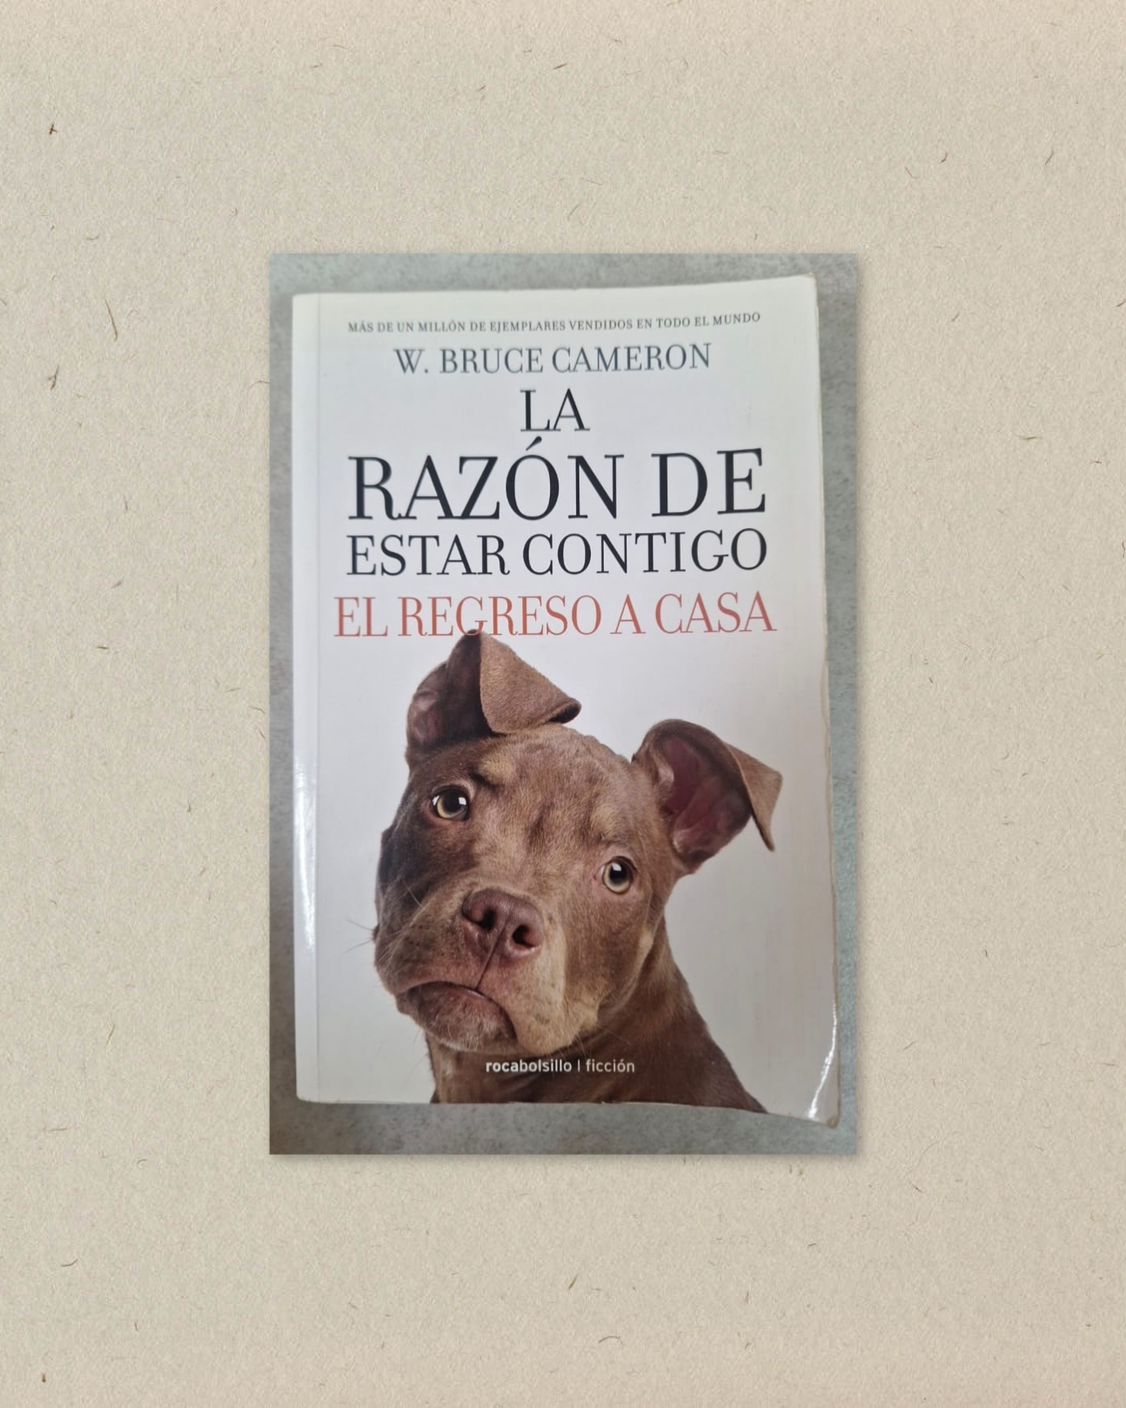 MÁS DE UN MILLÓN DE EJEMPLARES VENDIDOS EN TODO EL MUNDO
W. BRUCE CAMERON
LA
RAZÓN DE
ESTAR CONTIGO
EL REGRESO A CASA
rocabolsillo | ficción